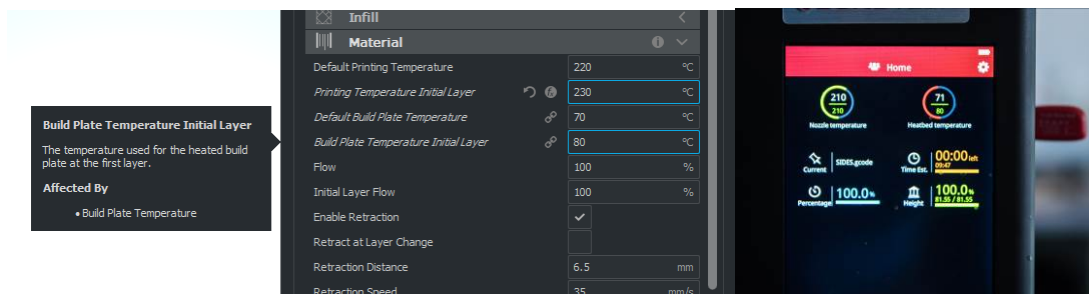 Build Plate Temperature Initial Layer
The temperature used for the heated build
plate at the first layer.
Affected By
• Build Plate Temperature
Infill
Material
Default Printing Temperature 220 °C
Printing Temperature Initial Layer 230 °C
Default Build Plate Temperature 70 °C
Build Plate Temperature Initial Layer 80 °C
Flow 100 %
Initial Layer Flow 100 %
Enable Retraction
Retract at Layer Change
Retraction Distance 6.5 mm
Retraction Speed 35 mm/s
Home
210 71
210 80
Nozzle temperature Heatbed temperature
Current SIDES.gcode Time Est. 00:00 left
09:47
Percentage 100.0% Height 100.0%
81.55 / 81.55